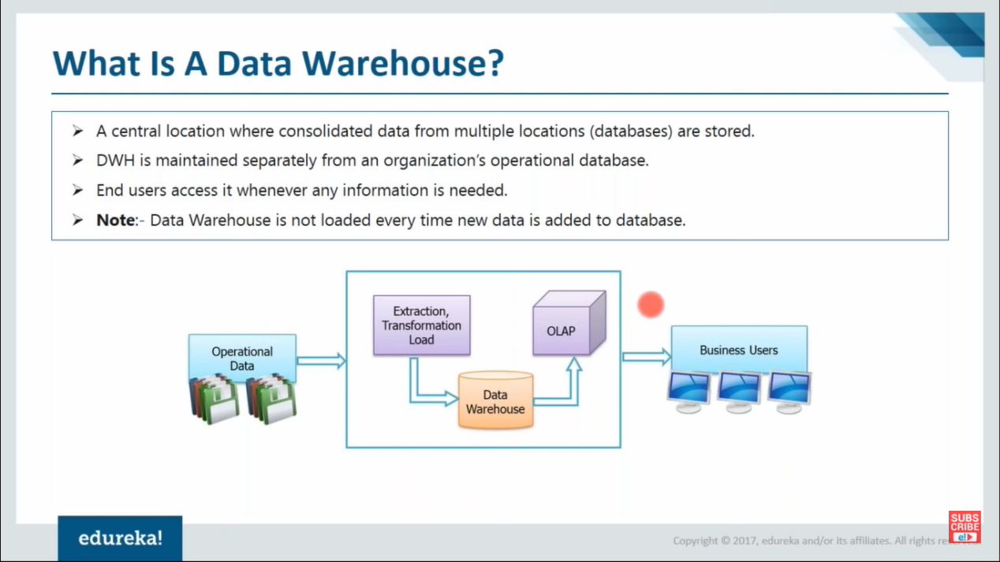 What Is A Data Warehouse?
➢ A central location where consolidated data from multiple locations (databases) are stored.
➢ DWH is maintained separately from an organization's operational database.
➢ End users access it whenever any information is needed.
➢ Note:- Data Warehouse is not loaded every time new data is added to database.
Operational
Data
Extraction,
Transformation
Load
Data
Warehouse
OLAP
Business Users
edureka!
SUBS
CRIBE
e!
Copyright © 2017, edureka and/or its affiliates. All rights